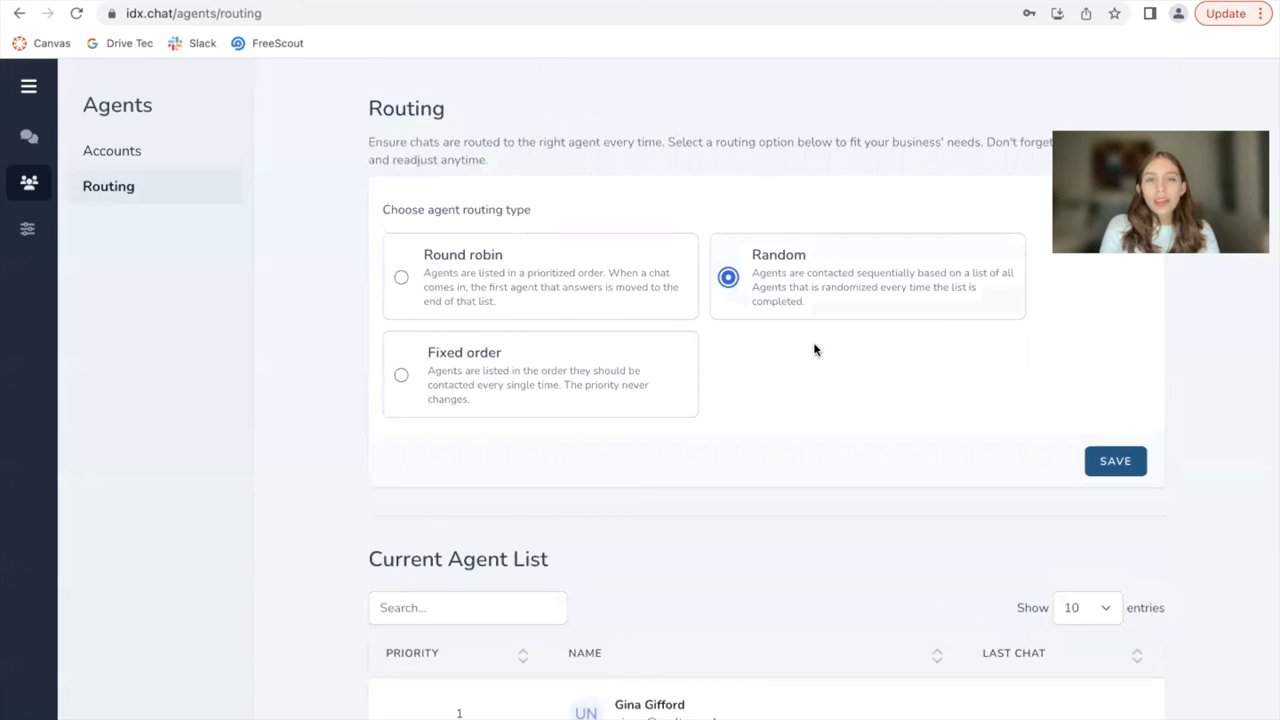 idx.chat/agents/routing
Update
Canvas
Drive Tec
Slack
FreeScout
Agents
Accounts
Routing
Routing
Ensure chats are routed to the right agent every time. Select a routing option below to fit your business' needs. Don't forget
and readjust anytime.
Choose agent routing type
Round robin
Agents are listed in a prioritized order. When a chat
comes in, the first agent that answers is moved to the
end of that list.
Random
Agents are contacted sequentially based on a list of all
Agents that is randomized every time the list is
completed.
Fixed order
Agents are listed in the order they should be
contacted every single time. The priority never
changes.
SAVE
Current Agent List
Search...
Show 10 entries
PRIORITY NAME LAST CHAT
1 UN Gina Gifford